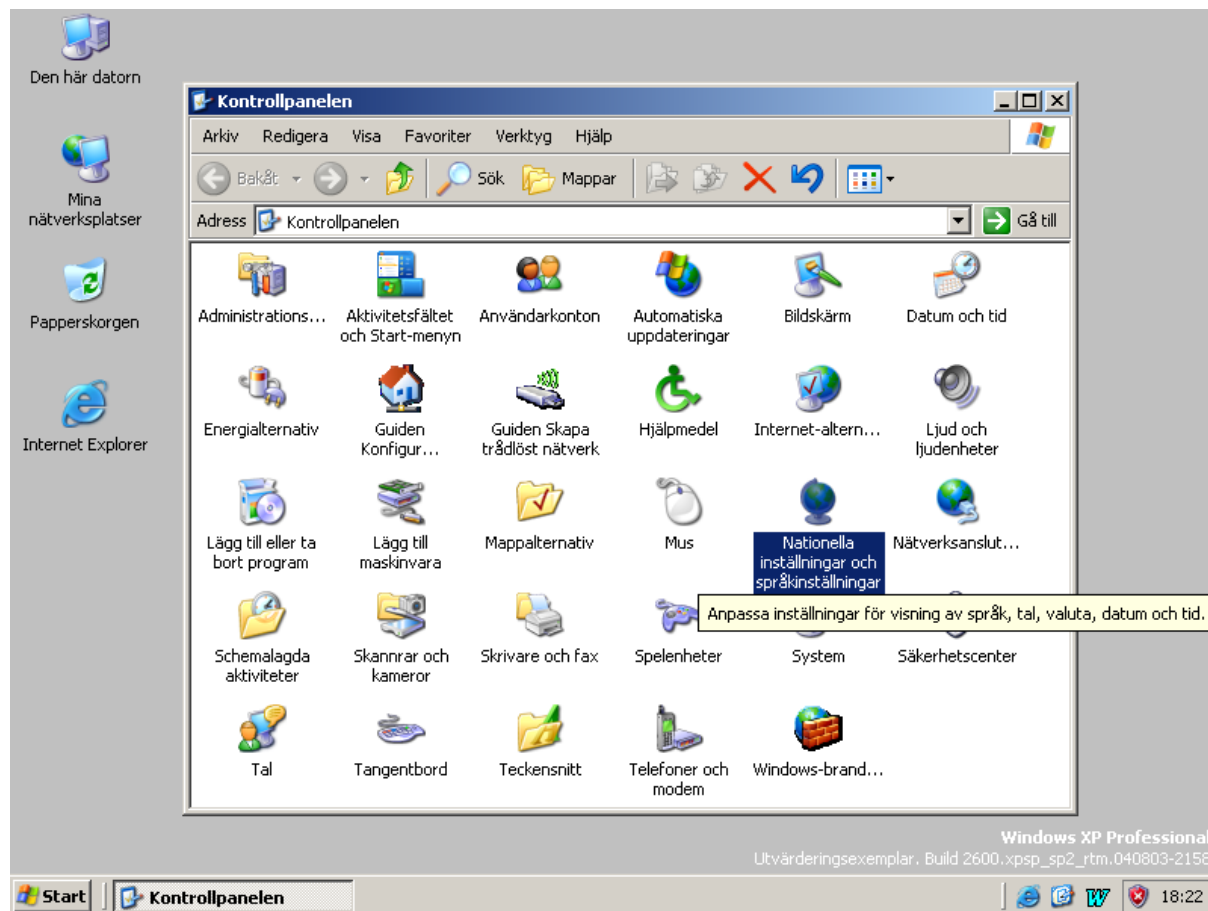 Den här datorn
Mina
nätverksplatser
Papperskorgen
Internet Explorer
Kontrollpanelen
Arkiv Redigera Visa Favoriter Verktyg Hjälp
Bakåt Sök Mappar
Adress Kontrollpanelen Gå till
Administrations...
Aktivitetsfältet
och Start-menyn
Användarkonton
Automatiska
uppdateringar
Bildskärm
Datum och tid
Energialternativ
Guiden
Konfigur...
Guiden Skapa
trådlöst nätverk
Hjälpmedel
Internet-altern...
Ljud och
ljudenheter
Lägg till eller ta
bort program
Lägg till
maskinvara
Mappalternativ
Mus
Nationella
inställningar och
språkinställningar
Nätverksanslut...
Anpassa inställningar för visning av språk, tal, valuta, datum och tid.
Schemalagda
aktiviteter
Skannrar och
kameror
Skrivare och fax
Spelenheter
System
Säkerhetscenter
Tal
Tangentbord
Teckensnitt
Telefoner och
modem
Windows-brand...
Windows XP Professional
Utvärderingsexemplar. Build 2600.xpsp_sp2_rtm.040803-2158
Start Kontrollpanelen 18:22